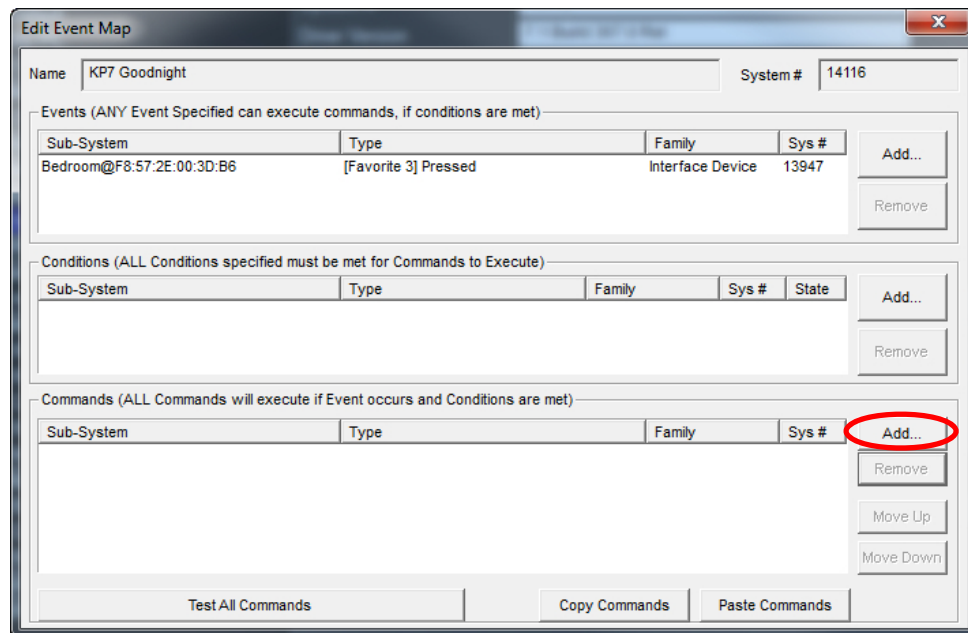 Edit Event Map
Name KP7 Goodnight System # 14116
Events (ANY Event Specified can execute commands, if conditions are met)
Sub-System Type Family Sys #
Bedroom@F8:57:2E:00:3D:B6 [Favorite 3] Pressed Interface Device 13947
Add...
Remove
Conditions (ALL Conditions specified must be met for Commands to Execute)
Sub-System Type Family Sys # State
Add...
Remove
Commands (ALL Commands will execute if Event occurs and Conditions are met)
Sub-System Type Family Sys #
Add...
Remove
Move Up
Move Down
Test All Commands Copy Commands Paste Commands